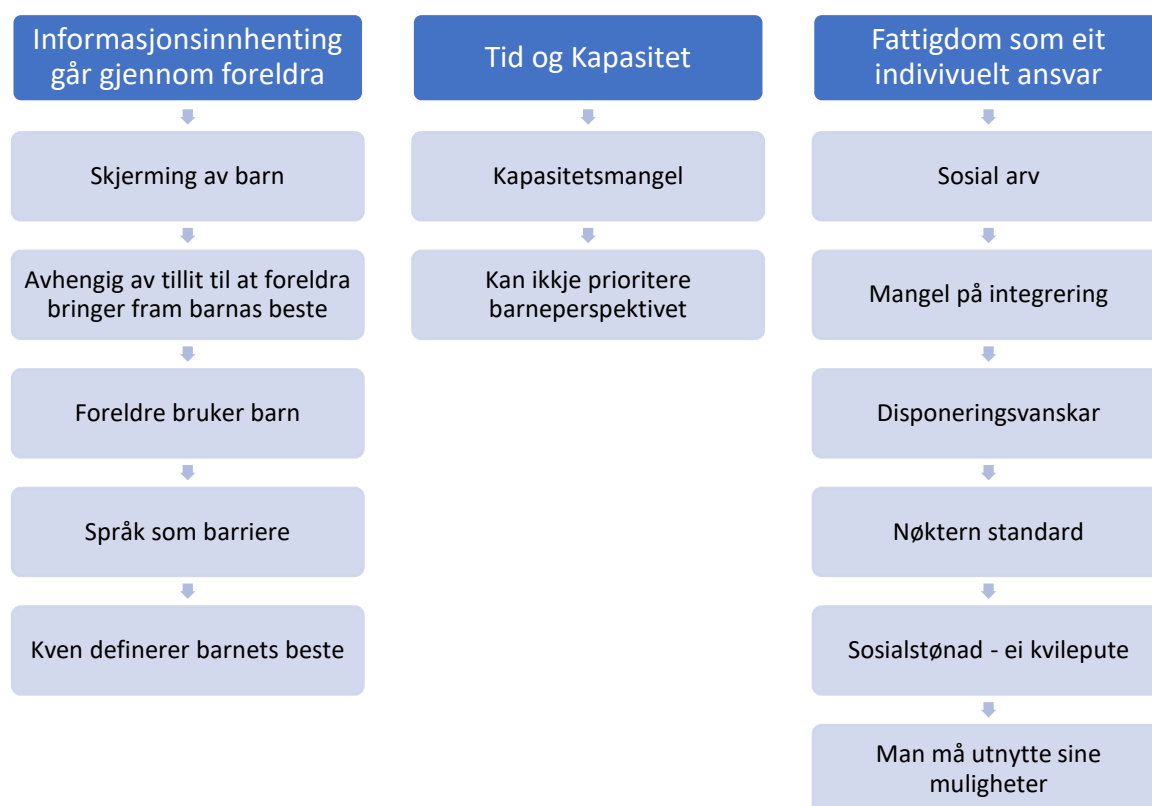 Informasjonsinnhenting
går gjennom foreldra
Skjerming av barn
Avhengig av tillit til at foreldra
bringer fram barnas beste
Foreldre bruker barn
Språk som barriere
Kven definerer barnets beste
Tid og Kapasitet
Kapasitetsmangel
Kan ikkje prioritere
barneperspektivet
Fattigdom som eit
indivivuelt ansvar
Sosial arv
Mangel på integrering
Disponeringsvanskar
Nøktern standard
Sosialstønad - ei kvilepute
Man må utnytte sine
muligheter